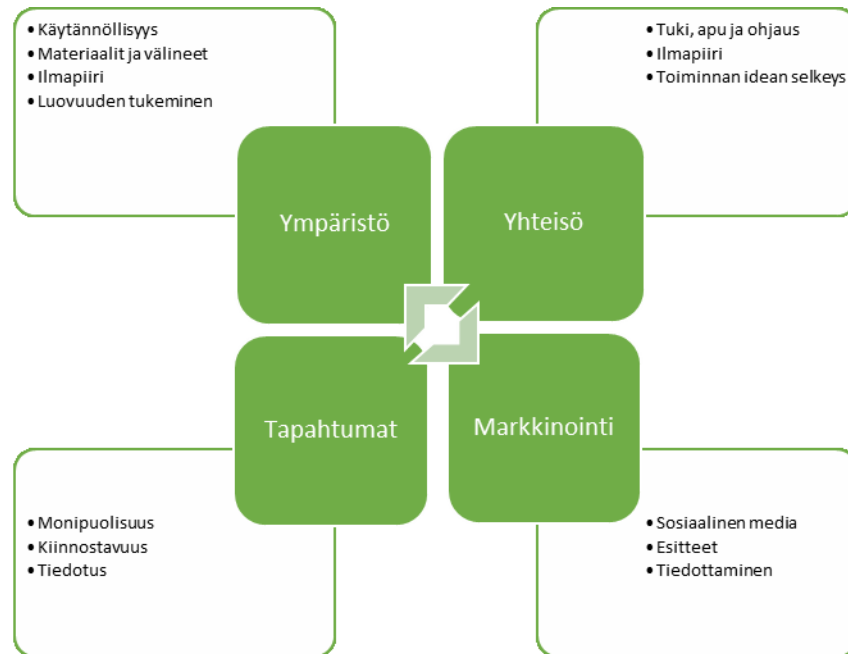 • Käytännöllisyys
• Materiaalit ja välineet
• Ilmapiiri
• Luovuuden tukeminen
• Tuki, apu ja ohjaus
• Ilmapiiri
• Toiminnan idean selkeys
Ympäristö
Yhteisö
Tapahtumat
Markkinointi
• Monipuolisuus
• Kiinnostavuus
• Tiedotus
• Sosiaalinen media
• Esitteet
• Tiedottaminen